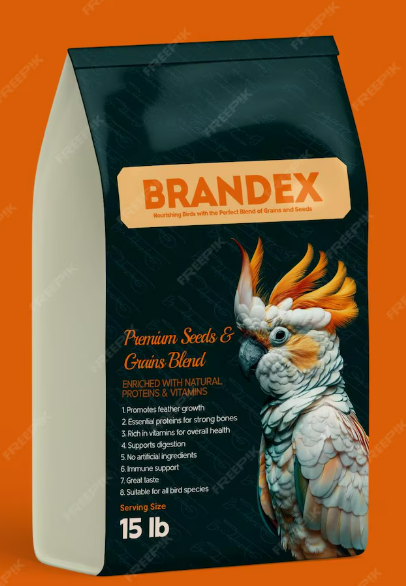 BRANDEX
Nourishing Birds with the Perfect Blend of Grains and Seeds
Premium Seeds &
Grains Blend
ENRICHED WITH NATURAL
PROTEINS & VITAMINS
1. Promotes feather growth
2. Essential proteins for strong bones
3. Rich in vitamins for overall health
4. Supports digestion
5. No artificial ingredients
6. Immune support
7. Great taste
8. Suitable for all bird species
Serving Size
15 lb
FREEPIK